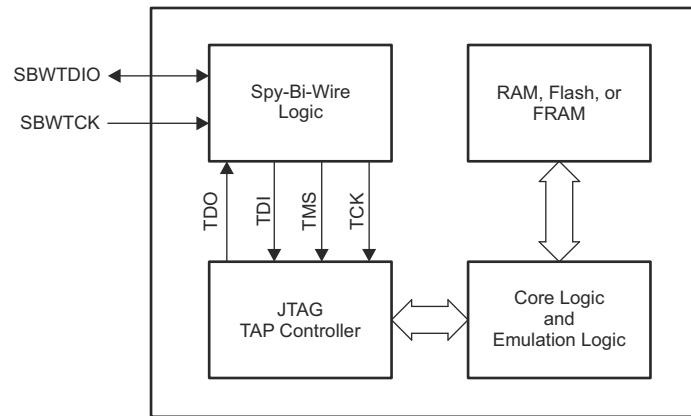 SBWTDIO
SBWTCK
Spy-Bi-Wire
Logic
RAM, Flash, or
FRAM
TDO
TDI
TMS
TCK
JTAG
TAP Controller
Core Logic
and
Emulation Logic